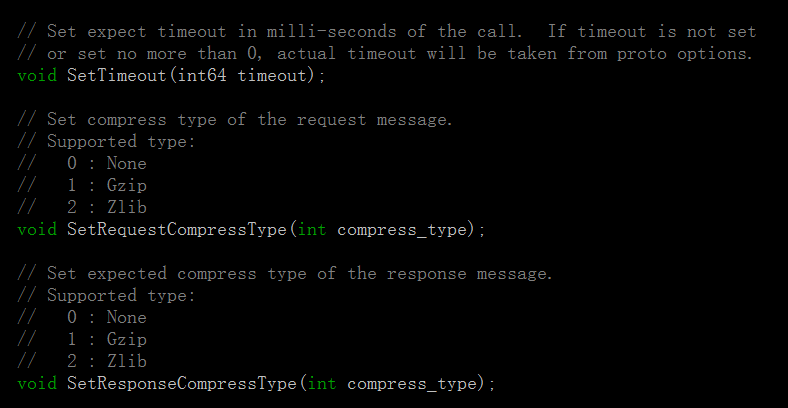 // Set expect timeout in milli-seconds of the call.  If timeout is not set
// or set no more than 0, actual timeout will be taken from proto options.
void SetTimeout(int64 timeout);
// Set compress type of the request message.
// Supported type:
//   0 : None
//   1 : Gzip
//   2 : Zlib
void SetRequestCompressType(int compress_type);
// Set expected compress type of the response message.
// Supported type:
//   0 : None
//   1 : Gzip
//   2 : Zlib
void SetResponseCompressType(int compress_type);